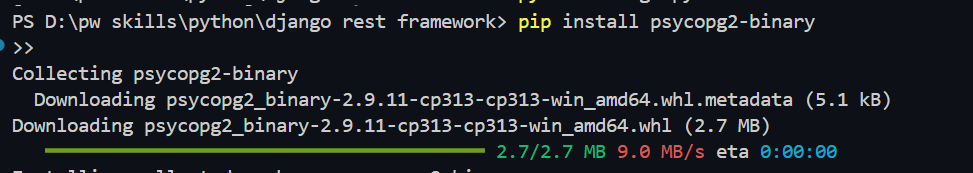 PS D:\pw skills\python\django rest framework> pip install psycopg2-binary
>>
Collecting psycopg2-binary
  Downloading psycopg2_binary-2.9.11-cp313-cp313-win_amd64.whl.metadata (5.1 kB)
Downloading psycopg2_binary-2.9.11-cp313-cp313-win_amd64.whl (2.7 MB)
2.7/2.7 MB 9.0 MB/s eta 0:00:00